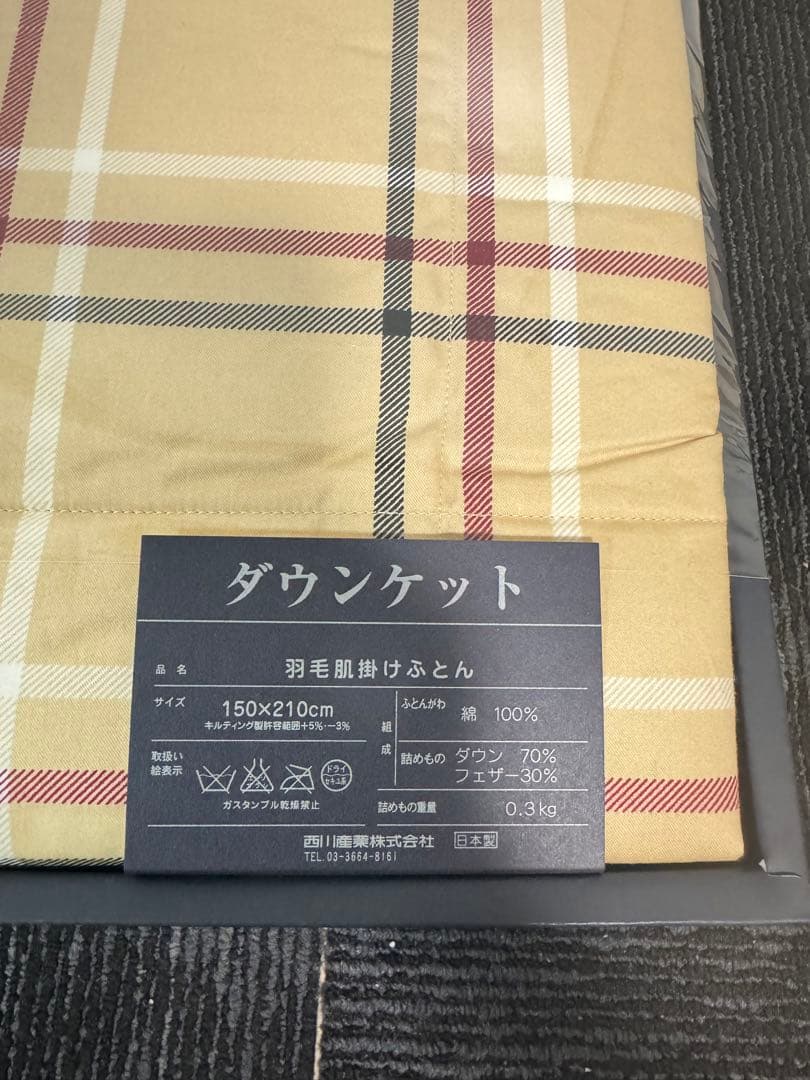 ダウンケット
品名 羽毛肌掛けふとん
サイズ 150×210cm
キルティング製許容範囲+5%・-3%
組成
ふとんがわ 綿 100%
詰めもの ダウン 70%
フェザー30%
取扱い
絵表示
ドライ
セキユ系
ガスタンブル乾燥禁止
詰めもの重量 0.3kg
西川産業株式会社 日本製
TEL.03-3664-8161